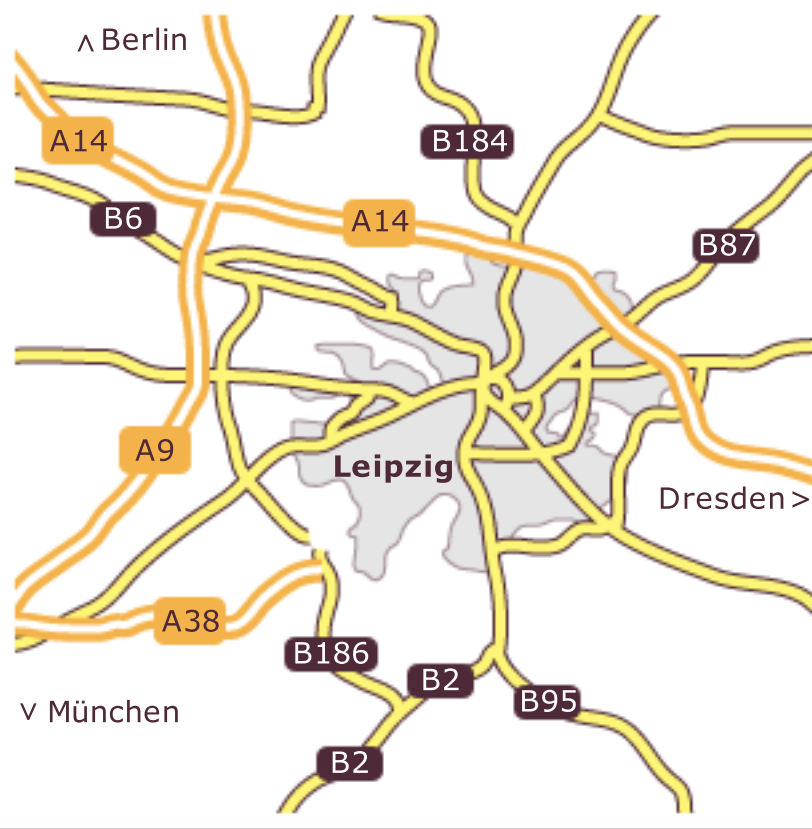 ˄ Berlin
A14
B184
B6
A14
B87
A9
Leipzig
Dresden >
A38
B186
B2
B95
˅ München
B2